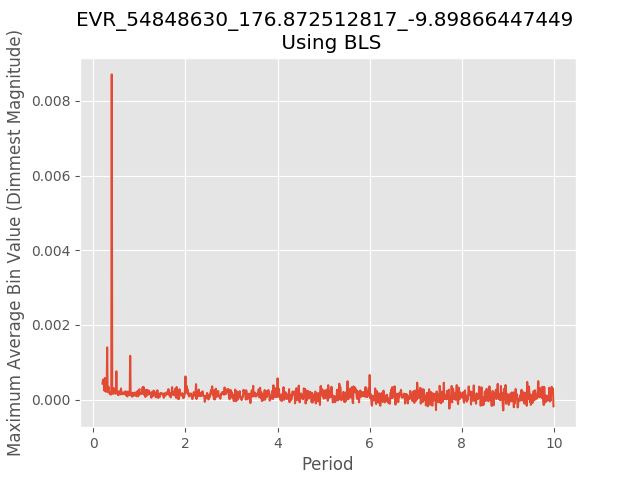 EVR_54848630_176.872512817_-9.89866447449
Using BLS
Maximum Average Bin Value (Dimmest Magnitude)
0.008
0.006
0.004
0.002
0.000
0
2
4
6
8
10
Period